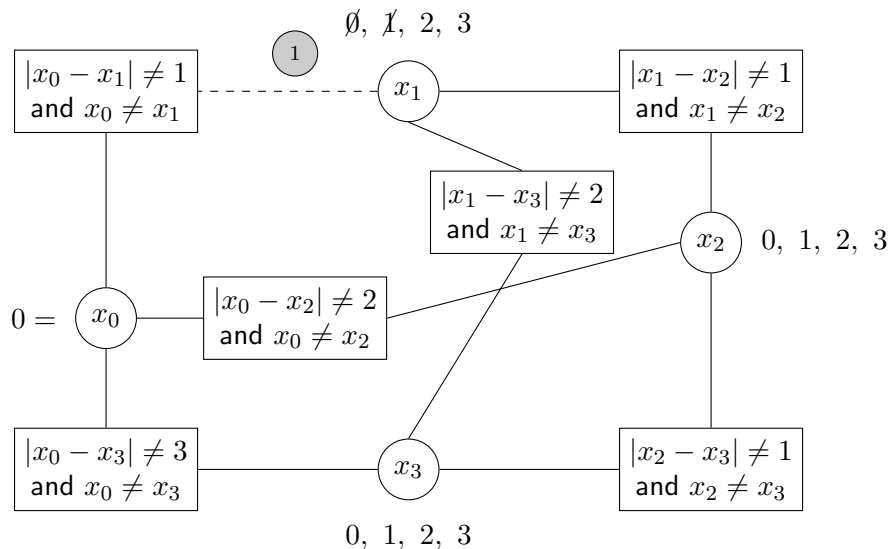 0̸, 1̸, 2, 3
1
|x₀ − x₁| ≠ 1
and x₀ ≠ x₁
x₁
|x₁ − x₂| ≠ 1
and x₁ ≠ x₂
|x₁ − x₃| ≠ 2
and x₁ ≠ x₃
x₂
0, 1, 2, 3
0 =
x₀
|x₀ − x₂| ≠ 2
and x₀ ≠ x₂
|x₀ − x₃| ≠ 3
and x₀ ≠ x₃
x₃
|x₂ − x₃| ≠ 1
and x₂ ≠ x₃
0, 1, 2, 3